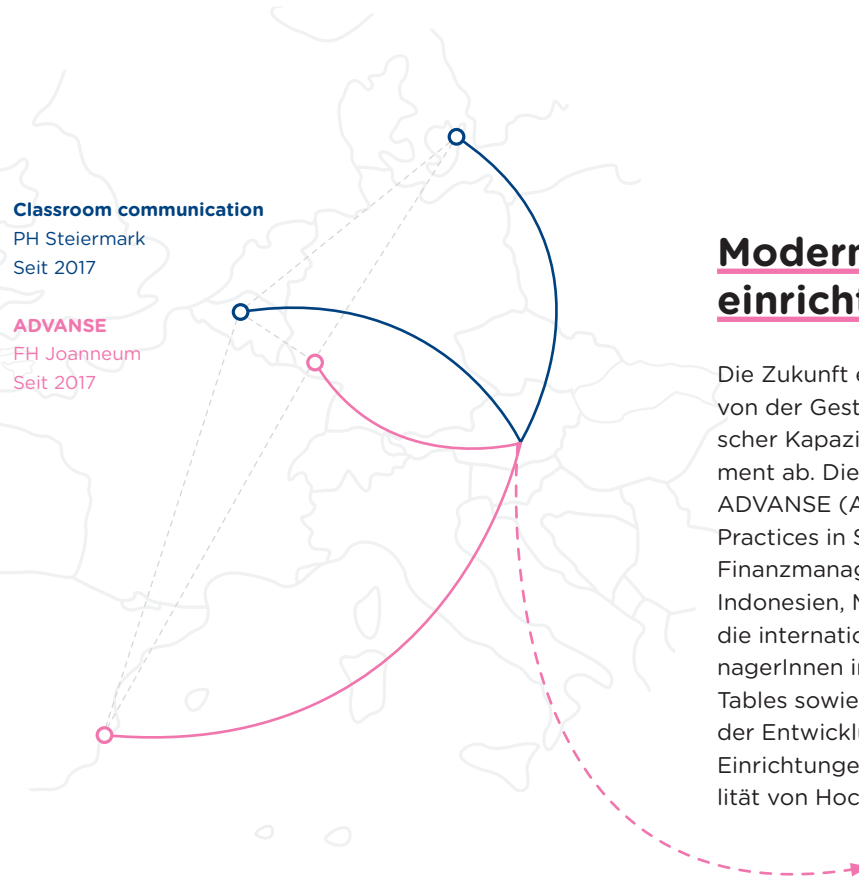 Classroom communication
PH Steiermark
Seit 2017
ADVANSE
FH Joanneum
Seit 2017
Modern
einricht
Die Zukunft e
von der Gest
scher Kapazi
ment ab. Die
ADVANSE (A
Practices in S
Finanzmanag
Indonesien, M
die internatio
nagerInnen i
Tables sowie
der Entwickl
Einrichtunge
lität von Hoc